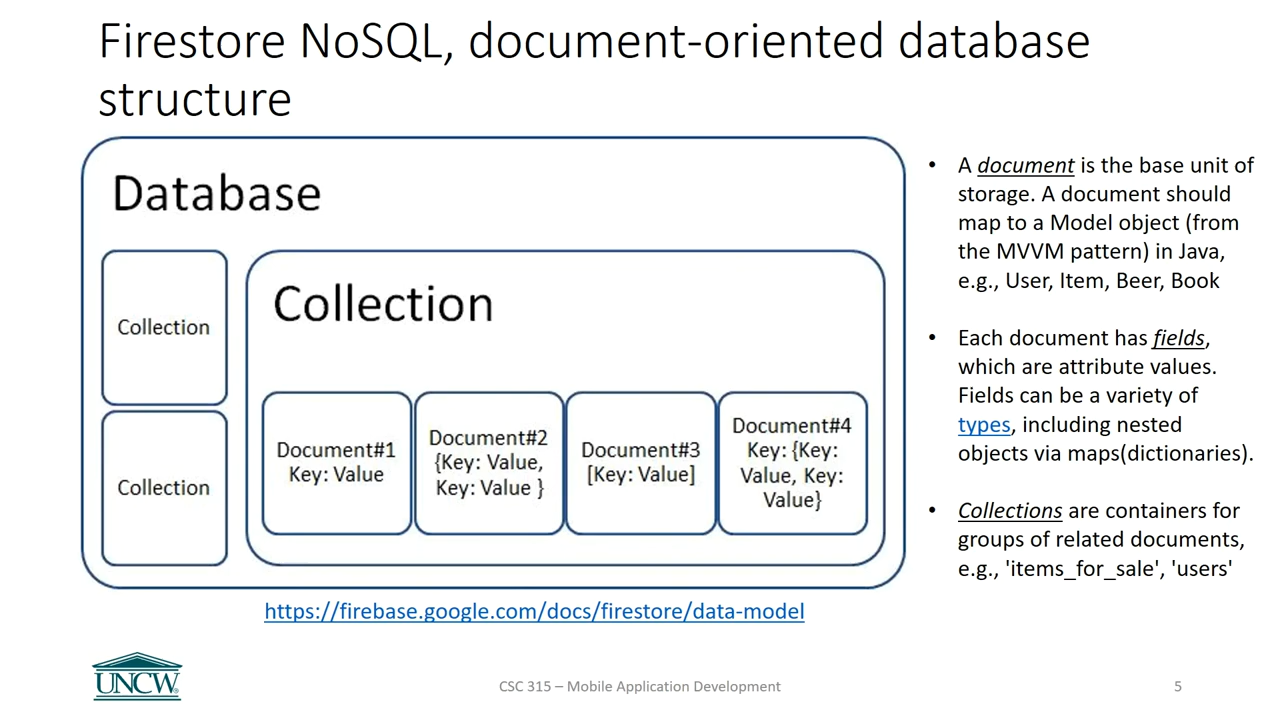 Firestore NoSQL, document-oriented database
structure
Database
Collection
Collection
Collection
Document#1
Key: Value
Document#2
{Key: Value,
Key: Value }
Document#3
[Key: Value]
Document#4
Key: {Key:
Value, Key:
Value}
https://firebase.google.com/docs/firestore/data-model
• A document is the base unit of
storage. A document should
map to a Model object (from
the MVVM pattern) in Java,
e.g., User, Item, Beer, Book
• Each document has fields,
which are attribute values.
Fields can be a variety of
types, including nested
objects via maps(dictionaries).
• Collections are containers for
groups of related documents,
e.g., 'items_for_sale', 'users'
UNCW
CSC 315 – Mobile Application Development
5